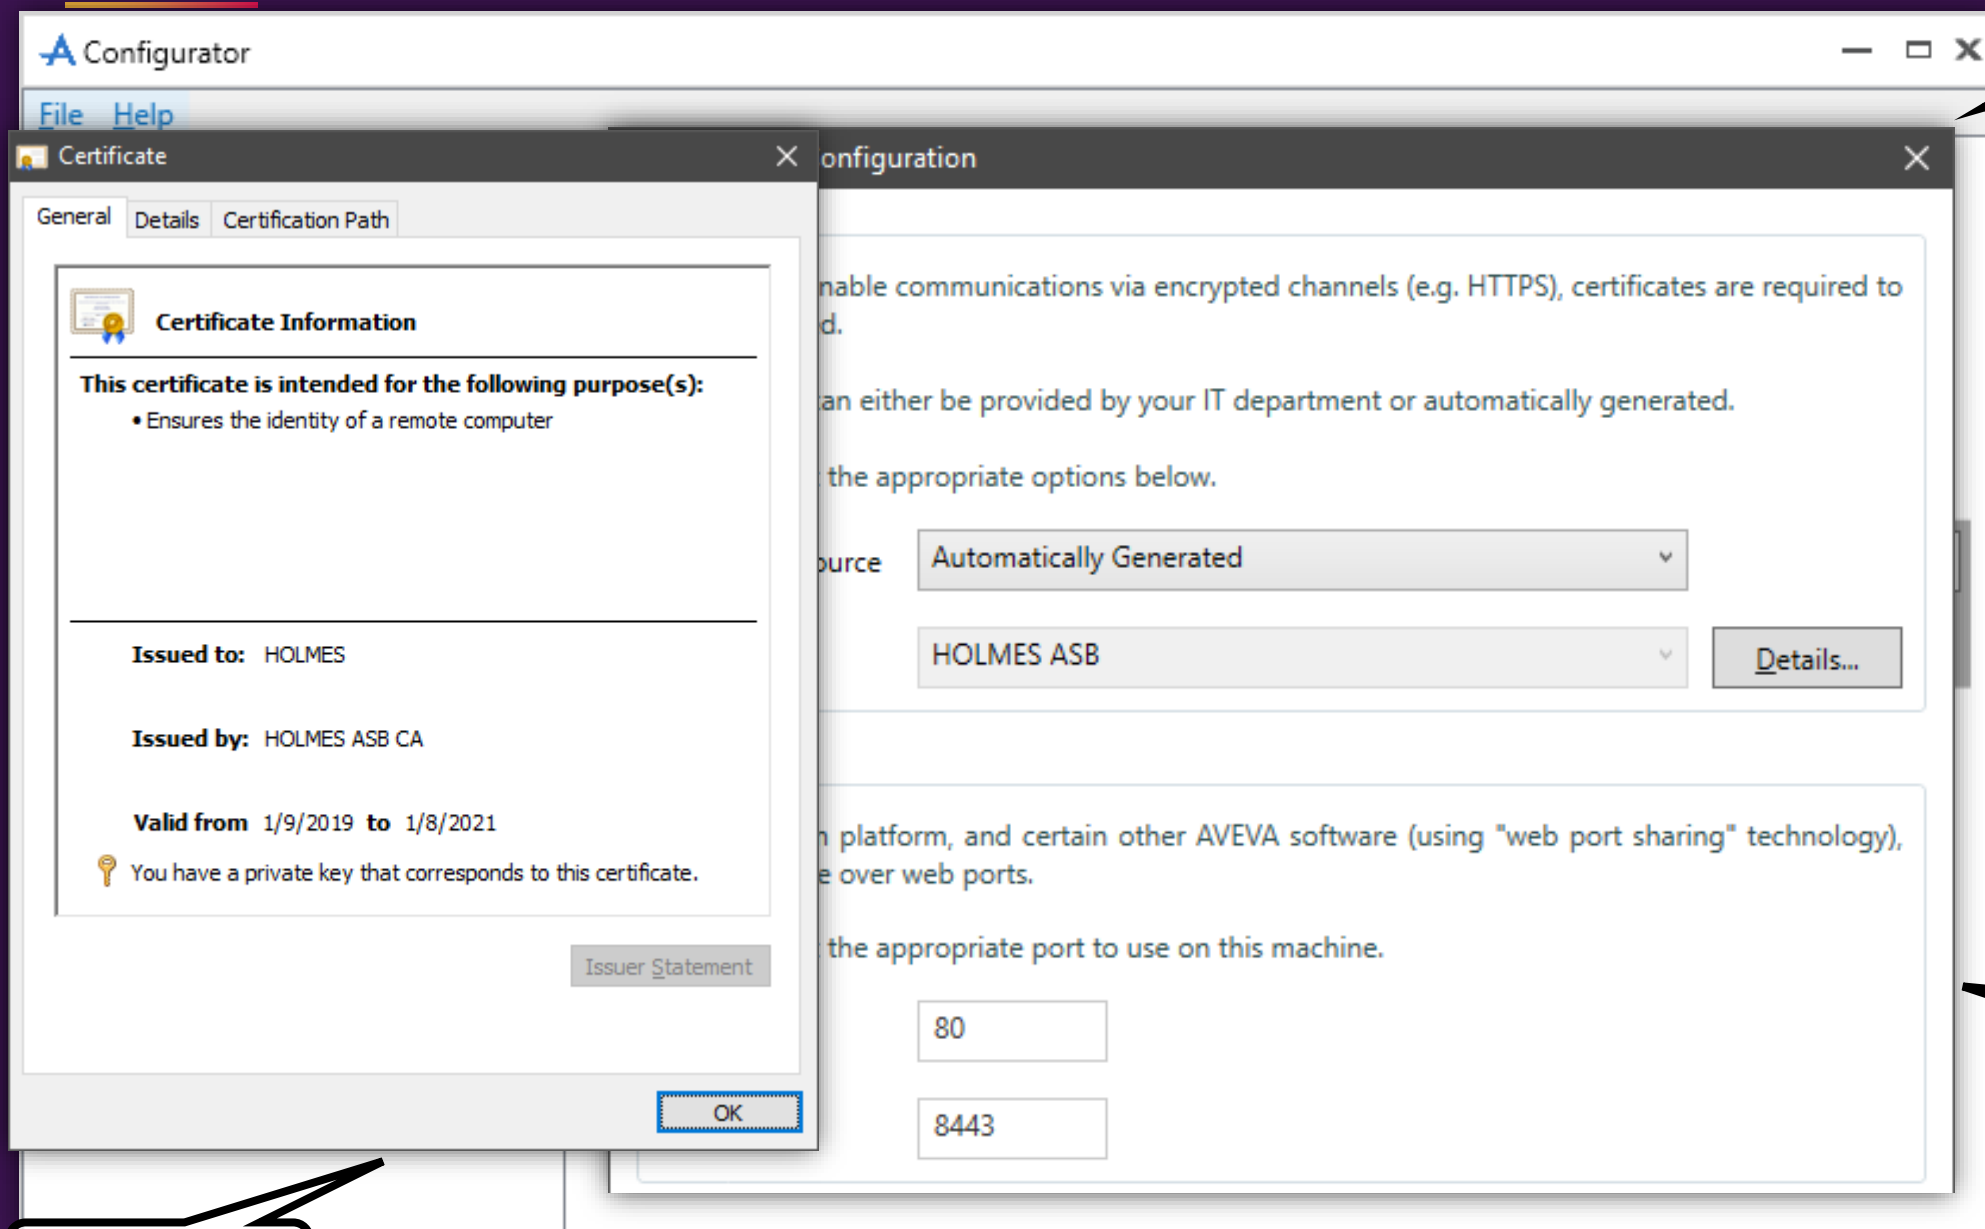 Configurator
File Help
Certificate
General Details Certification Path
Certificate Information
This certificate is intended for the following purpose(s):
• Ensures the identity of a remote computer
Issued to: HOLMES
Issued by: HOLMES ASB CA
Valid from 1/9/2019 to 1/8/2021
You have a private key that corresponds to this certificate.
Issuer Statement
OK
onfiguration
nable communications via encrypted channels (e.g. HTTPS), certificates are required to
d.
an either be provided by your IT department or automatically generated.
the appropriate options below.
ource Automatically Generated
HOLMES ASB Details...
platform, and certain other AVEVA software (using "web port sharing" technology),
e over web ports.
the appropriate port to use on this machine.
80
8443